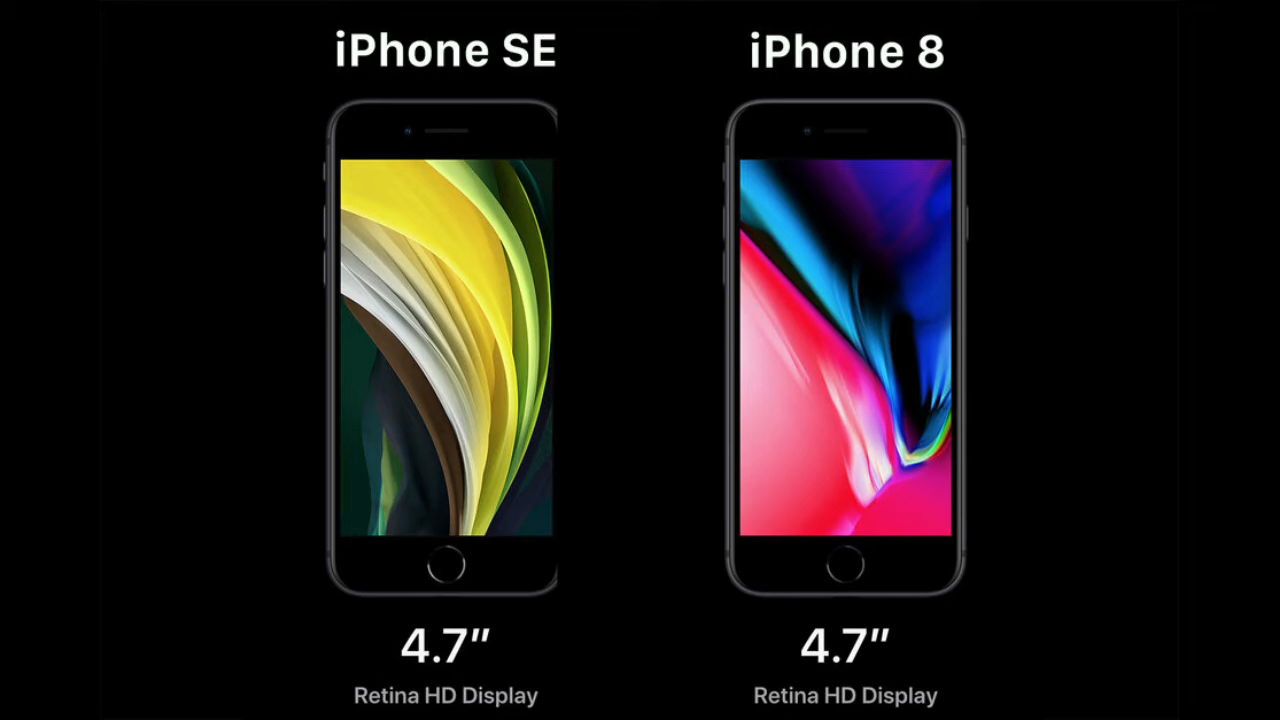 iPhone SE
iPhone 8
4.7″
4.7″
Retina HD Display
Retina HD Display